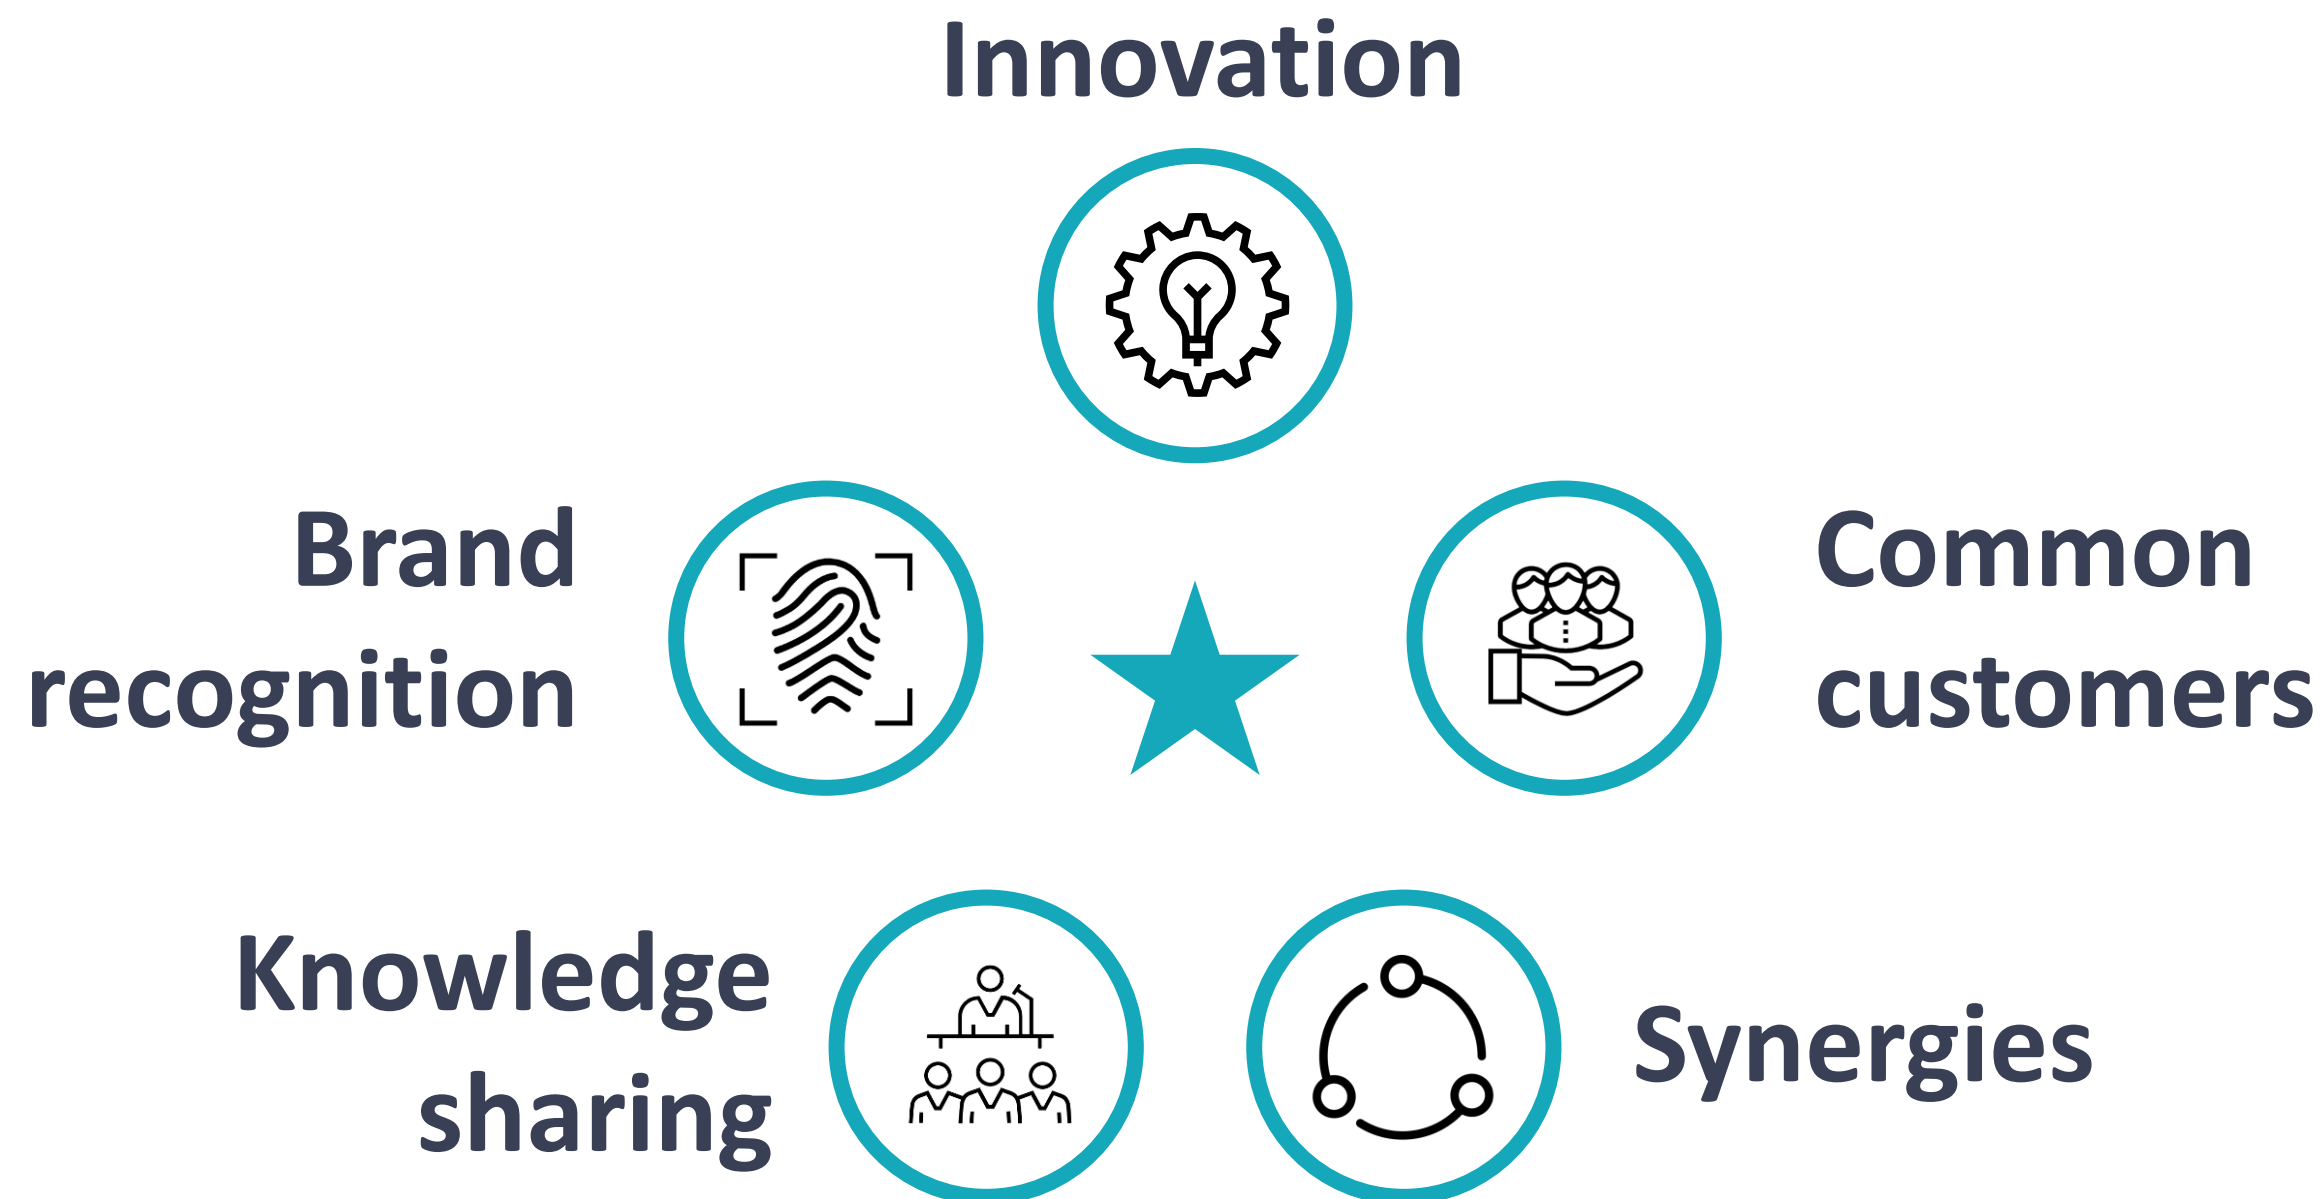 Innovation
Brand
recognition
Common
customers
Knowledge
sharing
Synergies